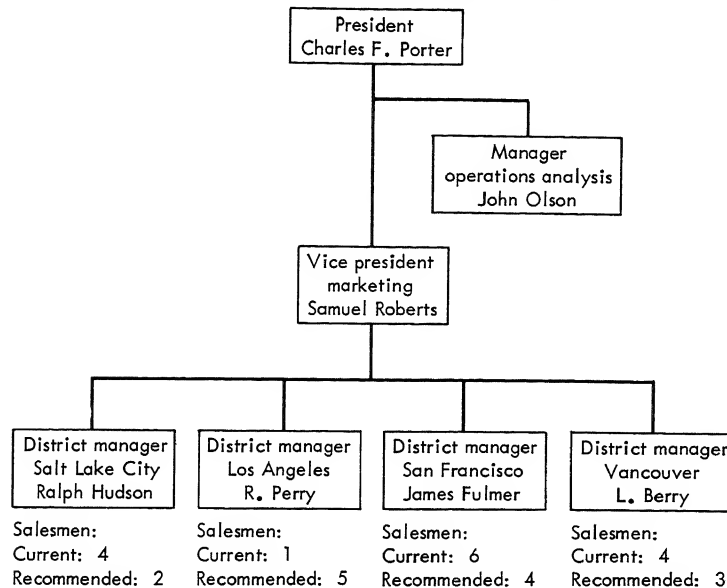 President
Charles F. Porter
Manager
operations analysis
John Olson
Vice president
marketing
Samuel Roberts
District manager
Salt Lake City
Ralph Hudson
Salesmen:
Current: 4
Recommended: 2
District manager
Los Angeles
R. Perry
Salesmen:
Current: 1
Recommended: 5
District manager
San Francisco
James Fulmer
Salesmen:
Current: 6
Recommended: 4
District manager
Vancouver
L. Berry
Salesmen:
Current: 4
Recommended: 3